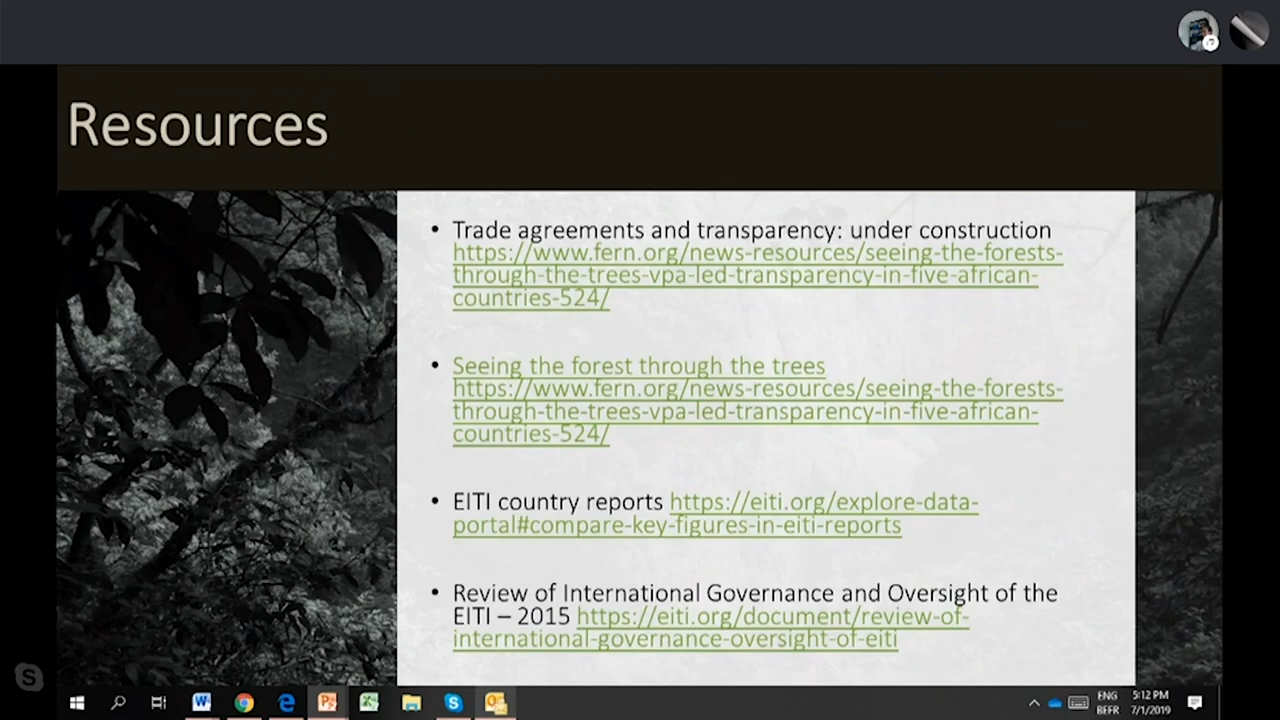 Resources
• Trade agreements and transparency: under construction
https://www.fern.org/news-resources/seeing-the-forests-
through-the-trees-vpa-led-transparency-in-five-african-
countries-524/
• Seeing the forest through the trees
https://www.fern.org/news-resources/seeing-the-forests-
through-the-trees-vpa-led-transparency-in-five-african-
countries-524/
• EITI country reports https://eiti.org/explore-data-
portal#compare-key-figures-in-eiti-reports
• Review of International Governance and Oversight of the
EITI – 2015 https://eiti.org/document/review-of-
international-governance-oversight-of-eiti
ENG 5:12 PM
BEFR 7/1/2019